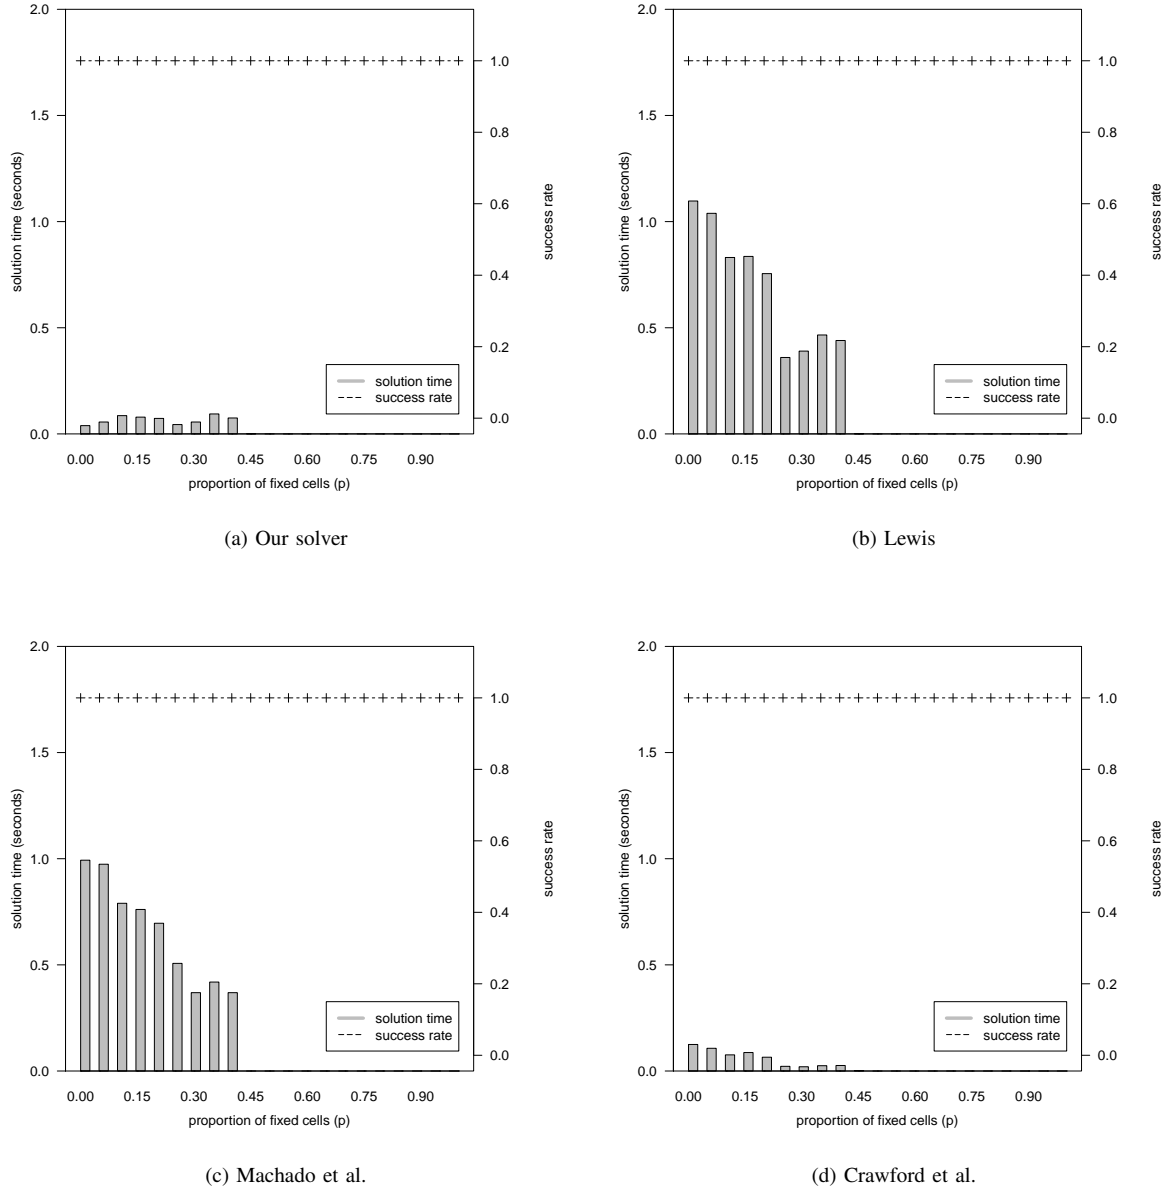 2.0
1.5
1.0
0.5
0.0
solution time (seconds)
1.0
0.8
0.6
0.4
0.2
0.0
success rate
solution time
success rate
0.00 0.15 0.30 0.45 0.60 0.75 0.90
proportion of fixed cells (p)
(a) Our solver
2.0
1.5
1.0
0.5
0.0
solution time (seconds)
1.0
0.8
0.6
0.4
0.2
0.0
success rate
solution time
success rate
0.00 0.15 0.30 0.45 0.60 0.75 0.90
proportion of fixed cells (p)
(b) Lewis
2.0
1.5
1.0
0.5
0.0
solution time (seconds)
1.0
0.8
0.6
0.4
0.2
0.0
success rate
solution time
success rate
0.00 0.15 0.30 0.45 0.60 0.75 0.90
proportion of fixed cells (p)
(c) Machado et al.
2.0
1.5
1.0
0.5
0.0
solution time (seconds)
1.0
0.8
0.6
0.4
0.2
0.0
success rate
solution time
success rate
0.00 0.15 0.30 0.45 0.60 0.75 0.90
proportion of fixed cells (p)
(d) Crawford et al.